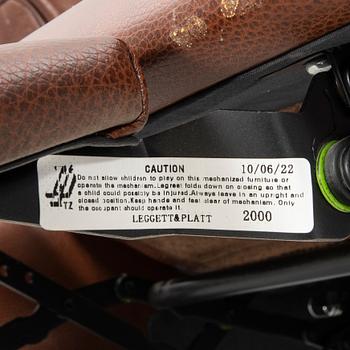 CAUTION 10/06/22
Do not allow children to play on this mechanized furniture or
operate the mechanism.Legrest folds down on closing so that
a child could possibly be injured.Always leave in an upright and
closed position.Keep hands and feet clear of mechanism. Only
the occupant should operate it.
TZ
LEGGETT&PLATT 2000